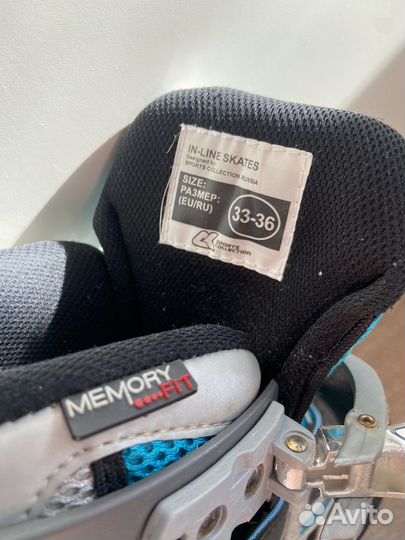 IN-LINE SKATES
Designed by
SPORTS COLLECTION RUSSIA
SIZE:
РАЗМЕР:
(EU/RU)
33-36
SPORTS
COLLECTION
MEMORY
FIT
Avito